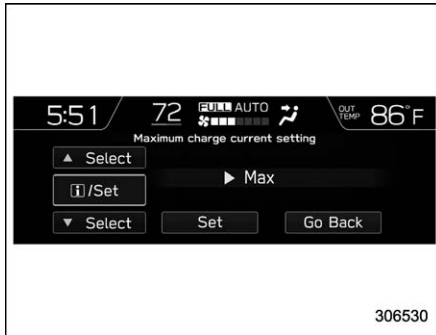 5:51 72 FULL AUTO OUT TEMP 86°F
Maximum charge current setting
▲ Select
i/Set
▶ Max
▼ Select Set Go Back
306530